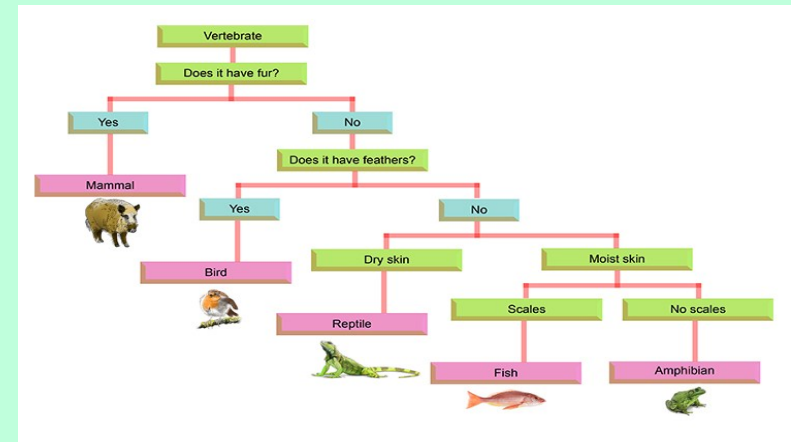 Vertebrate
Does it have fur?
Yes
No
Does it have feathers?
Mammal
Yes
No
Dry skin
Moist skin
Bird
Scales
No scales
Reptile
Fish
Amphibian